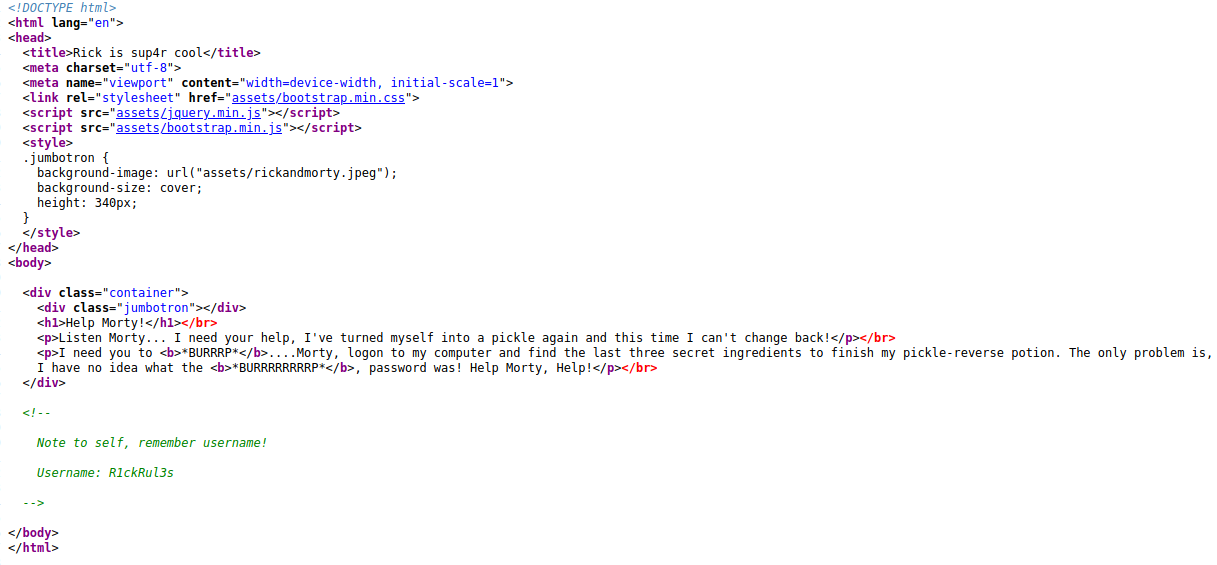 <!DOCTYPE html>
<html lang="en">
<head>
  <title>Rick is sup4r cool</title>
  <meta charset="utf-8">
  <meta name="viewport" content="width=device-width, initial-scale=1">
  <link rel="stylesheet" href="assets/bootstrap.min.css">
  <script src="assets/jquery.min.js"></script>
  <script src="assets/bootstrap.min.js"></script>
  <style>
  .jumbotron {
    background-image: url("assets/rickandmorty.jpeg");
    background-size: cover;
    height: 340px;
  }
  </style>
</head>
<body>
  <div class="container">
    <div class="jumbotron"></div>
    <h1>Help Morty!</h1></br>
    <p>Listen Morty... I need your help, I've turned myself into a pickle again and this time I can't change back!</p></br>
    <p>I need you to <b>*BURRRP*</b>....Morty, logon to my computer and find the last three secret ingredients to finish my pickle-reverse potion. The only problem is,
    I have no idea what the <b>*BURRRRRRRRP*</b>, password was! Help Morty, Help!</p></br>
  </div>
  <!--
    Note to self, remember username!
    Username: R1ckRul3s
  -->
</body>
</html>